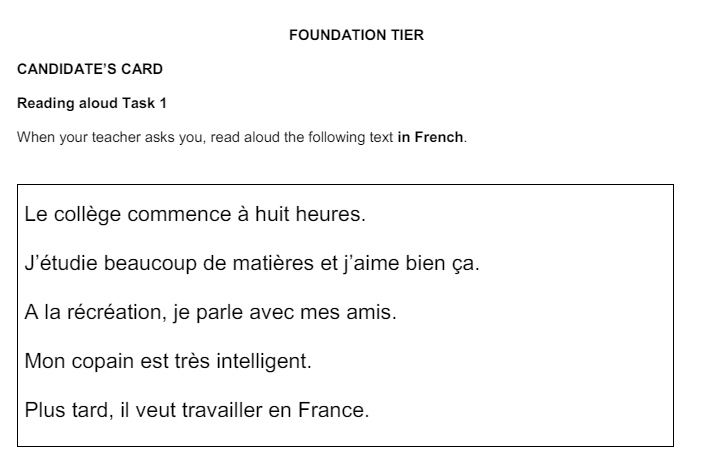 FOUNDATION TIER
CANDIDATE'S CARD
Reading aloud Task 1
When your teacher asks you, read aloud the following text in French.
Le collège commence à huit heures.
J'étudie beaucoup de matières et j'aime bien ça.
A la récréation, je parle avec mes amis.
Mon copain est très intelligent.
Plus tard, il veut travailler en France.